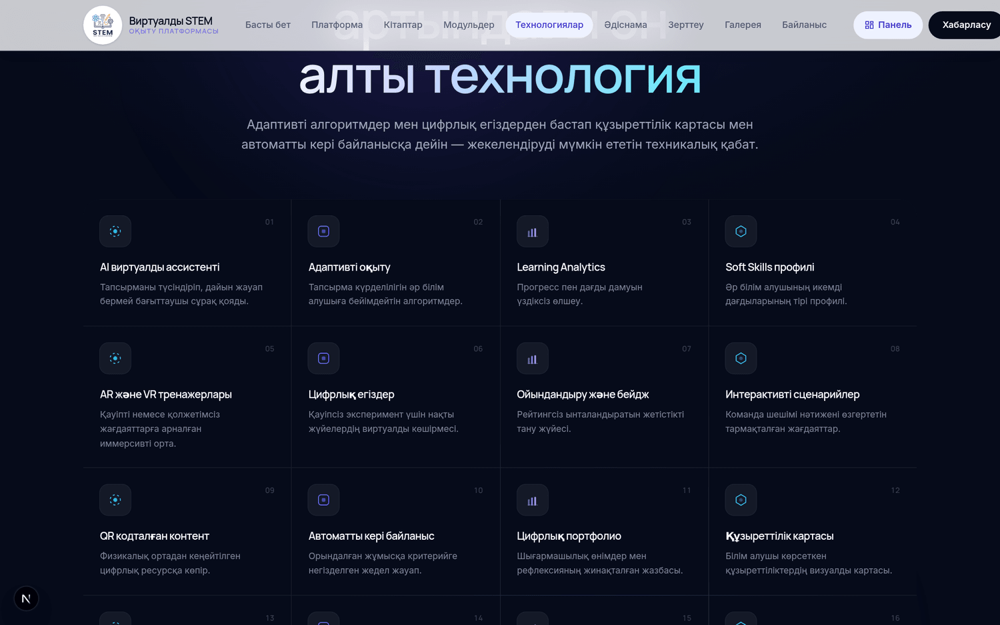 STEM
Виртуалды STEM
ОҚЫТУ ПЛАТФОРМАСЫ
Басты бет
Платформа
Кітаптар
Модульдер
Технологиялар
Әдіснама
Зерттеу
Галерея
Байланыс
Панель
Хабарласу
алты технология
Адаптивті алгоритмдер мен цифрлық егіздерден бастап құзыреттілік картасы мен
автоматты кері байланысқа дейін — жекелендіруді мүмкін ететін техникалық қабат.
01
AI виртуалды ассистенті
Тапсырманы түсіндіріп, дайын жауап
бермей бағыттаушы сұрақ қояды.
02
Адаптивті оқыту
Тапсырма күрделілігін әр білім
алушыға бейімдейтін алгоритмдер.
03
Learning Analytics
Прогресс пен дағды дамуын
үздіксіз өлшеу.
04
Soft Skills профилі
Әр білім алушының икемді
дағдыларының тірі профилі.
05
AR және VR тренажерлары
Қауіпті немесе қолжетімсіз
жағдаяттарға арналған
иммерсивті орта.
06
Цифрлық егіздер
Қауіпсіз эксперимент үшін нақты
жүйелердің виртуалды көшірмесі.
07
Ойындандыру және бейдж
Рейтингсіз ынталандыратын жетістікті
тану жүйесі.
08
Интерактивті сценарийлер
Команда шешімі нәтижені өзгертетін
тармақталған жағдаяттар.
09
QR кодталған контент
Физикалық ортадан кеңейтілген
цифрлық ресурсқа көпір.
10
Автоматты кері байланыс
Орындалған жұмысқа критерийге
негізделген жедел жауап.
11
Цифрлық портфолио
Шығармашылық өнімдер мен
рефлексияның жинақталған жазбасы.
12
Құзыреттілік картасы
Білім алушы көрсеткен
құзыреттіліктердің визуалды картасы.
13
14
15
16
N